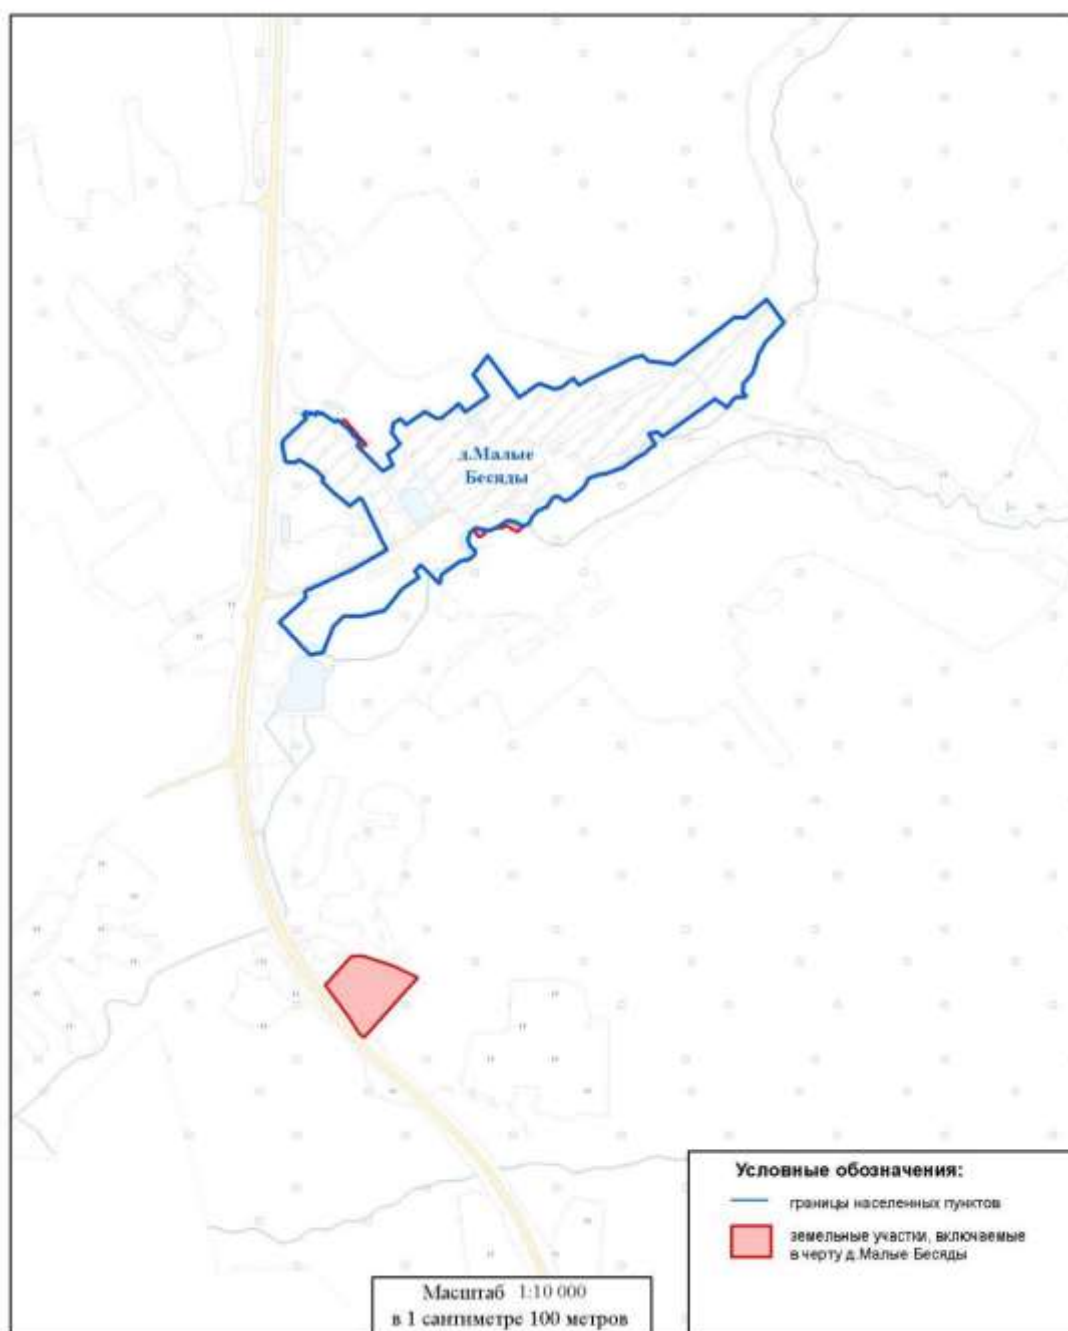 д.Малые
Бесяды
Условные обозначения:
границы населенных пунктов
земельные участки, включаемые
в черту д.Малые Бесяды
Масштаб 1:10 000
в 1 сантиметре 100 метров